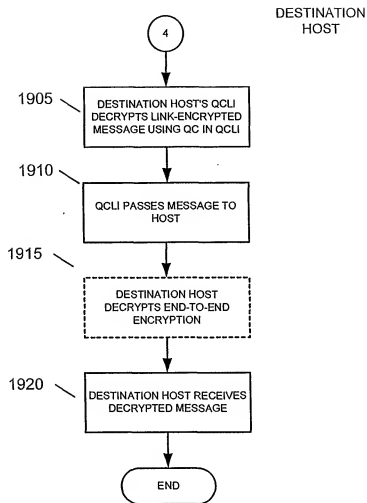 DESTINATION
HOST
4
1905
DESTINATION HOST'S QCLI
DECRYPTS LINK-ENCRYPTED
MESSAGE USING QC IN QCLI
1910
QCLI PASSES MESSAGE TO
HOST
1915
DESTINATION HOST
DECRYPTS END-TO-END
ENCRYPTION
1920
DESTINATION HOST RECEIVES
DECRYPTED MESSAGE
END